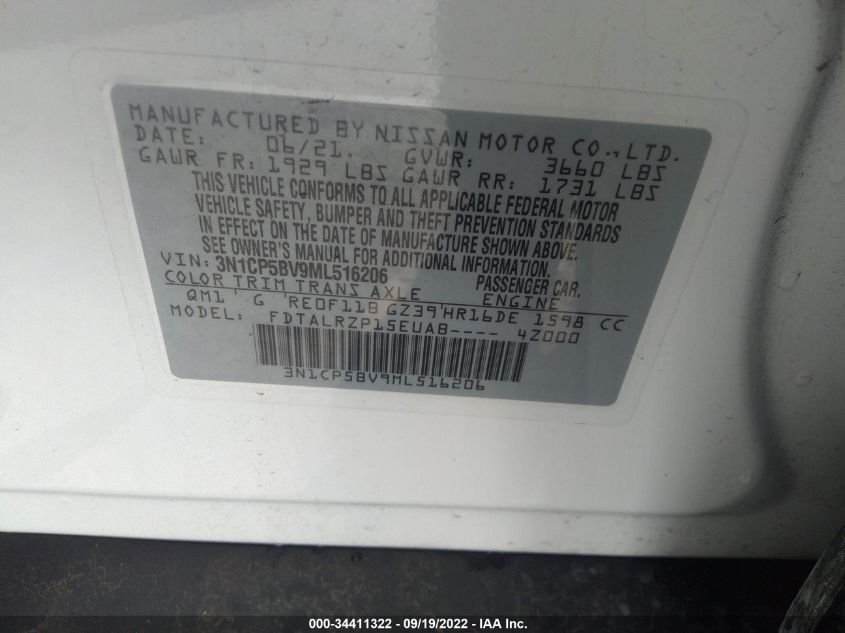 MANUFACTURED BY NISSAN MOTOR CO., LTD.
DATE: 06/21. GVWR: 3660 LBS
GAWR FR: 1929 LBS GAWR RR: 1731 LBS
THIS VEHICLE CONFORMS TO ALL APPLICABLE FEDERAL MOTOR
VEHICLE SAFETY, BUMPER AND THEFT PREVENTION STANDARDS
IN EFFECT ON THE DATE OF MANUFACTURE SHOWN ABOVE.
SEE OWNER'S MANUAL FOR ADDITIONAL INFORMATION.
VIN: 3N1CP5BV9ML516206 PASSENGER CAR.
COLOR TRIM TRANS AXLE ENGINE
QM1 ' G 'RE0F11B GZ39'HR16DE 1598 CC
MODEL: FDTALRZP15EUAB---- 4Z000
3N1CP5BV9ML516206
000-34411322 - 09/19/2022 - IAA Inc.